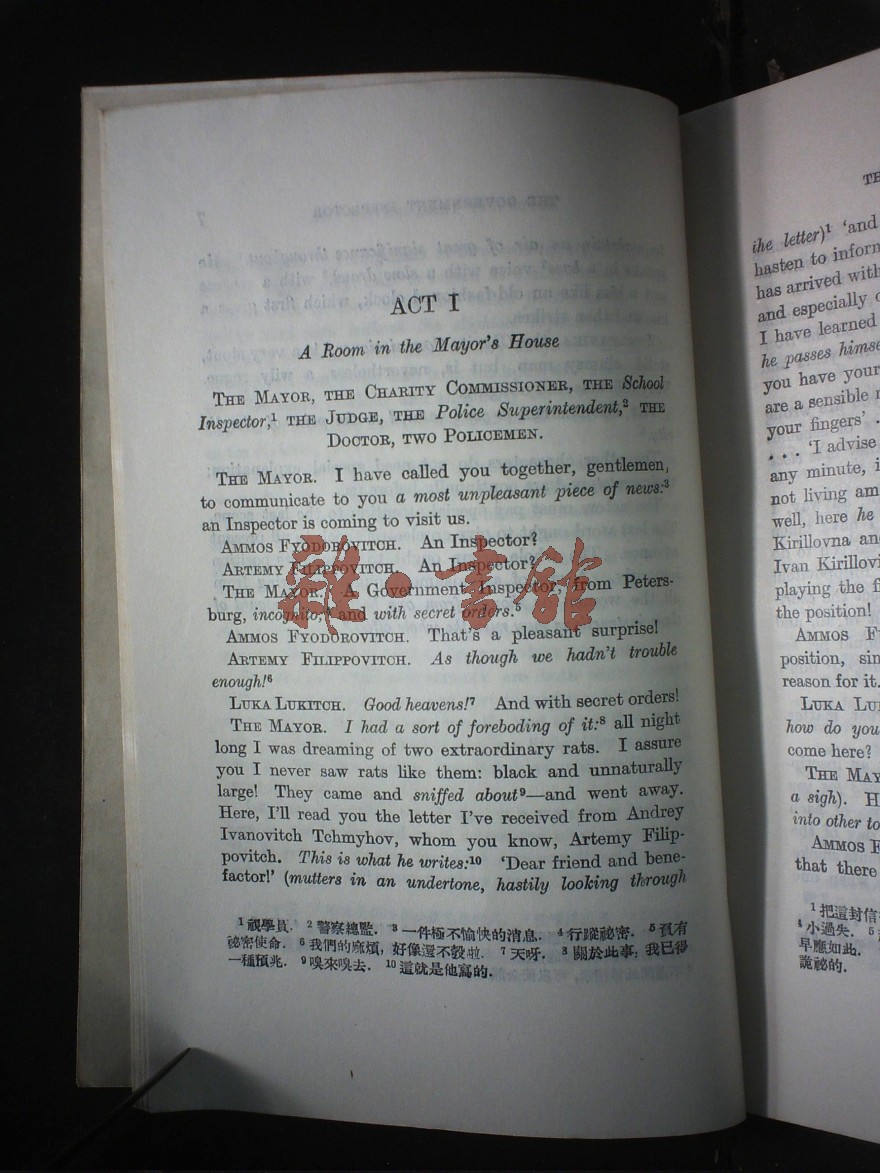 ACT I
A Room in the Mayor's House
THE MAYOR, THE CHARITY COMMISSIONER, THE School
Inspector,¹ THE JUDGE, THE Police Superintendent,² THE
DOCTOR, TWO POLICEMEN.
THE MAYOR. I have called you together, gentlemen,
to communicate to you a most unpleasant piece of news:³
an Inspector is coming to visit us.
AMMOS FYODOROVITCH. An Inspector?
ARTEMY FILIPPOVITCH. An Inspector?
THE MAYOR. A Government Inspector, from Peters-
burg, incognito,⁴ and with secret orders.⁵
AMMOS FYODOROVITCH. That's a pleasant surprise!
ARTEMY FILIPPOVITCH. As though we hadn't trouble
enough!⁶
LUKA LUKITCH. Good heavens!⁷ And with secret orders!
THE MAYOR. I had a sort of foreboding of it:⁸ all night
long I was dreaming of two extraordinary rats. I assure
you I never saw rats like them: black and unnaturally
large! They came and sniffed about⁹—and went away.
Here, I'll read you the letter I've received from Andrey
Ivanovitch Tchmyhov, whom you know, Artemy Filip-
povitch. This is what he writes:¹⁰ 'Dear friend and bene-
factor!' (mutters in an undertone, hastily looking through
¹視學員. ²警察總監. ³一件極不愉快的消息. ⁴行蹤祕密. ⁵負有
祕密使命. ⁶我們的麻煩, 好像還不彀啦. ⁷天呀. ⁸關於此事, 我已得
一種預兆. ⁹嗅來嗅去. ¹⁰這就是他寫的.
雜·書館
the letter)¹ 'and
hasten to inform
has arrived with
and especially
I have learned
he passes himse
you have your
are a sensible
your fingers'
. . . 'I advise
any minute,
not living am
well, here he
Kirillovna and
Ivan Kirillovi
playing the fi
the position!
AMMOS F
position, sin
reason for it.
LUKA LU
how do you
come here?
THE MAY
a sigh). H
into other to
AMMOS F
that there
¹把這封信
⁴小過失. ⁵
早應如此.
詭祕的.